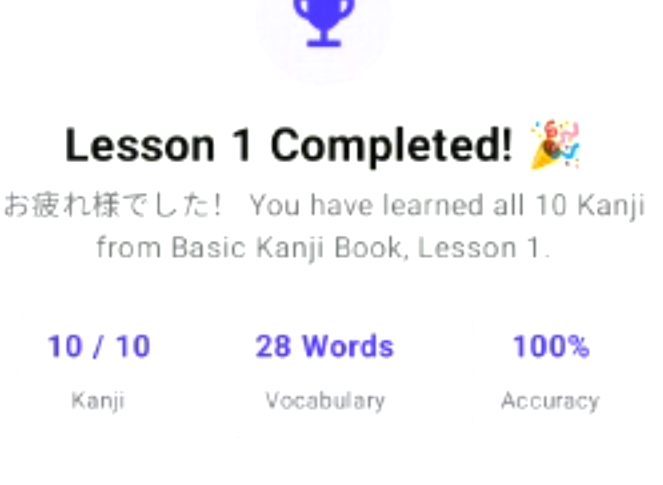 Lesson 1 Completed! 🎉
お疲れ様でした! You have learned all 10 Kanji
from Basic Kanji Book, Lesson 1.
10 / 10 28 Words 100%
Kanji Vocabulary Accuracy